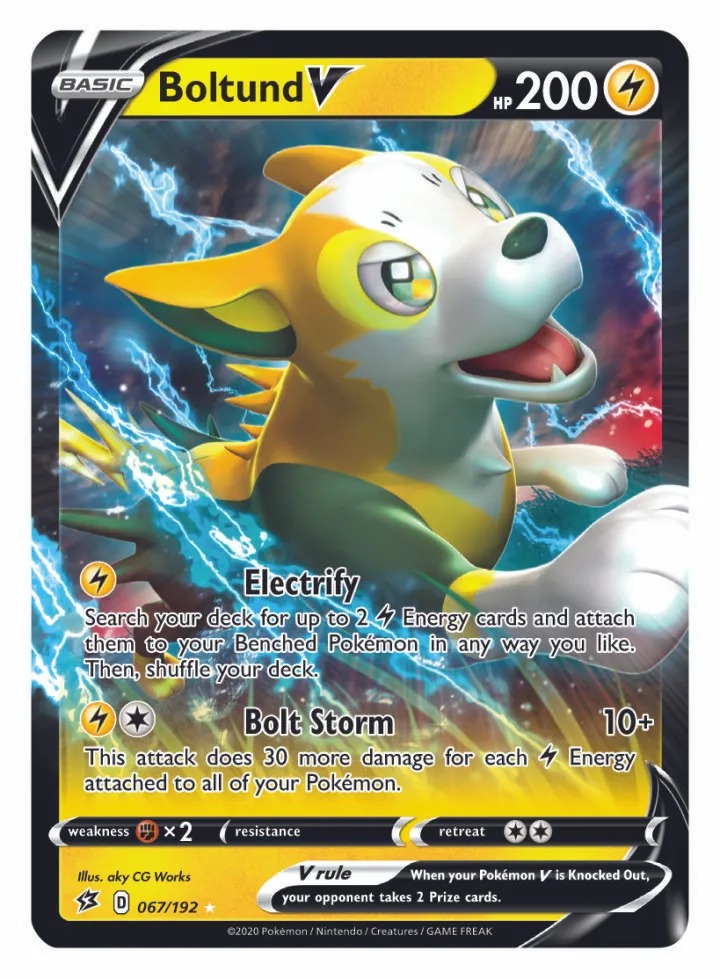 BASIC Boltund V HP 200
Electrify
Search your deck for up to 2 Energy cards and attach
them to your Benched Pokémon in any way you like.
Then, shuffle your deck.
Bolt Storm 10+
This attack does 30 more damage for each Energy
attached to all of your Pokémon.
weakness ×2 resistance retreat
Illus. aky CG Works
V rule When your Pokémon V is Knocked Out,
your opponent takes 2 Prize cards.
D 067/192 ★
©2020 Pokémon / Nintendo / Creatures / GAME FREAK